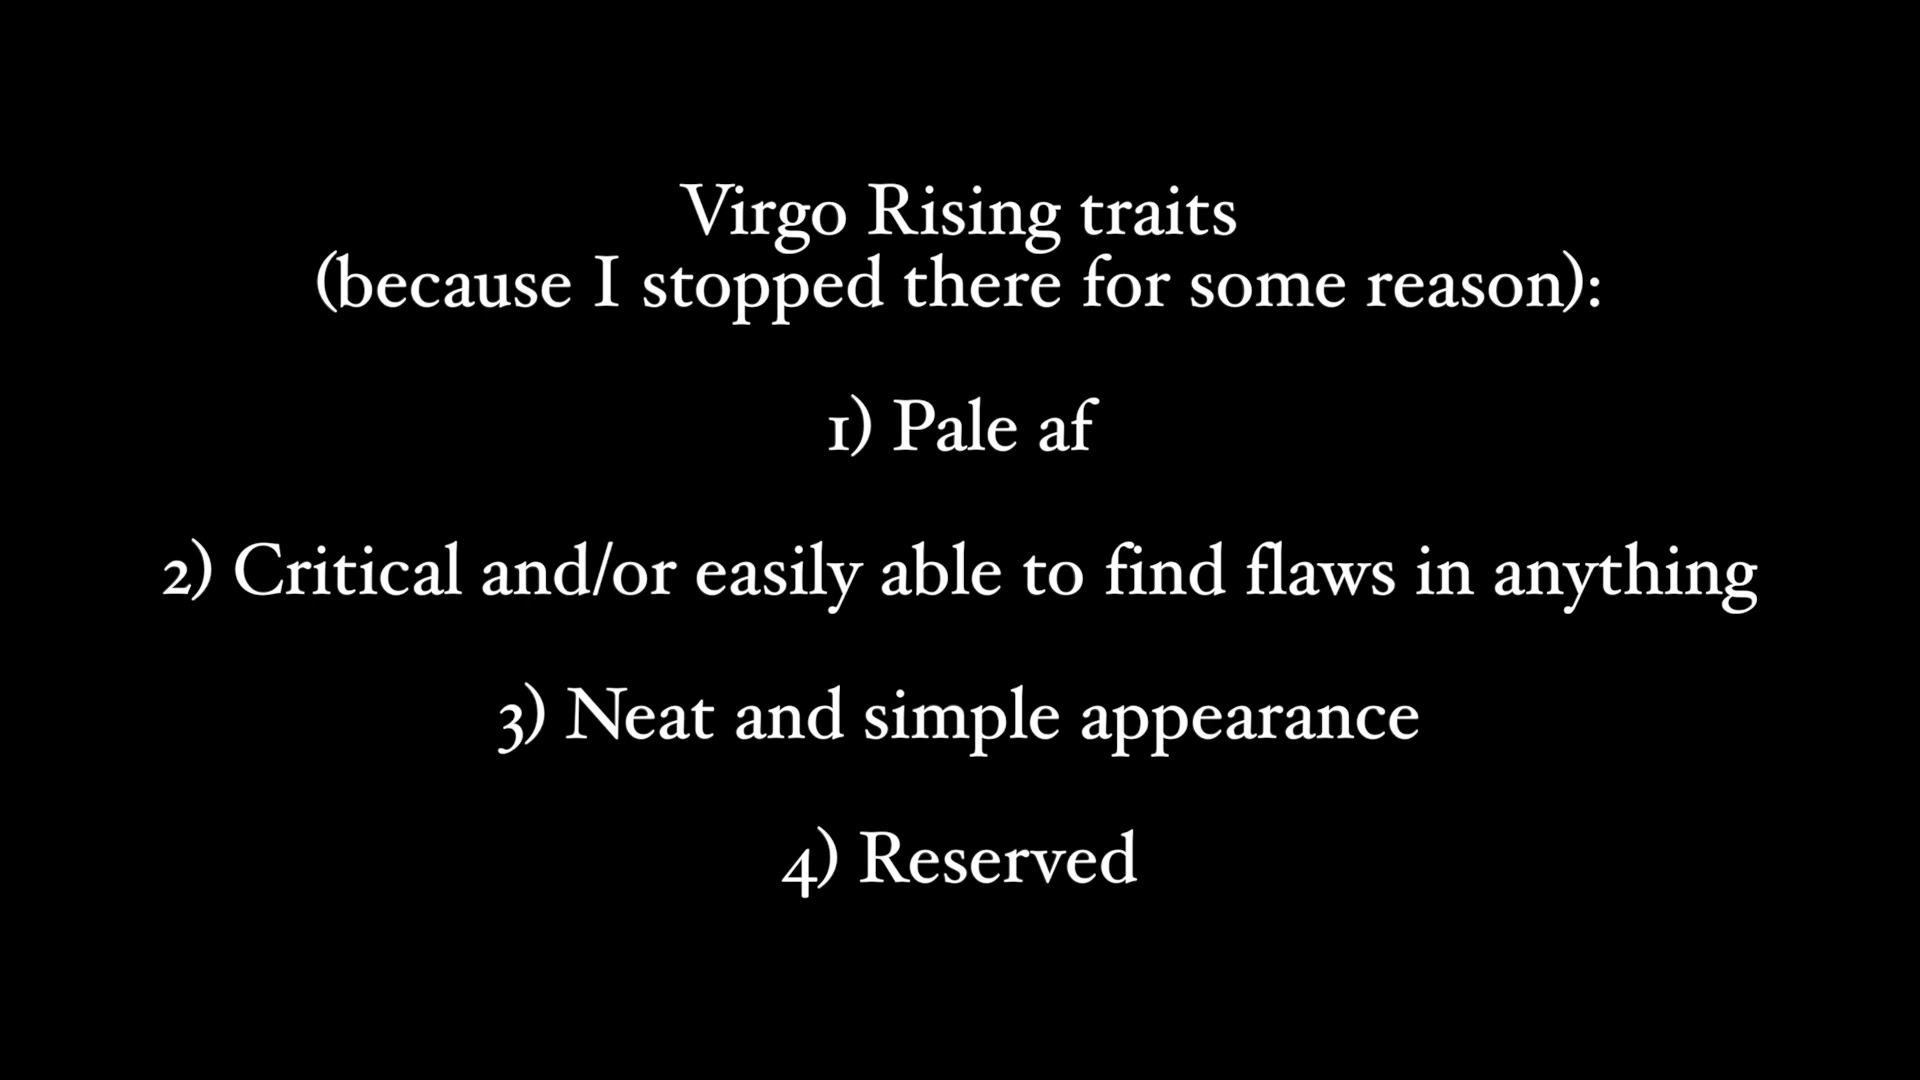 Virgo Rising traits
(because I stopped there for some reason):
1) Pale af
2) Critical and/or easily able to find flaws in anything
3) Neat and simple appearance
4) Reserved